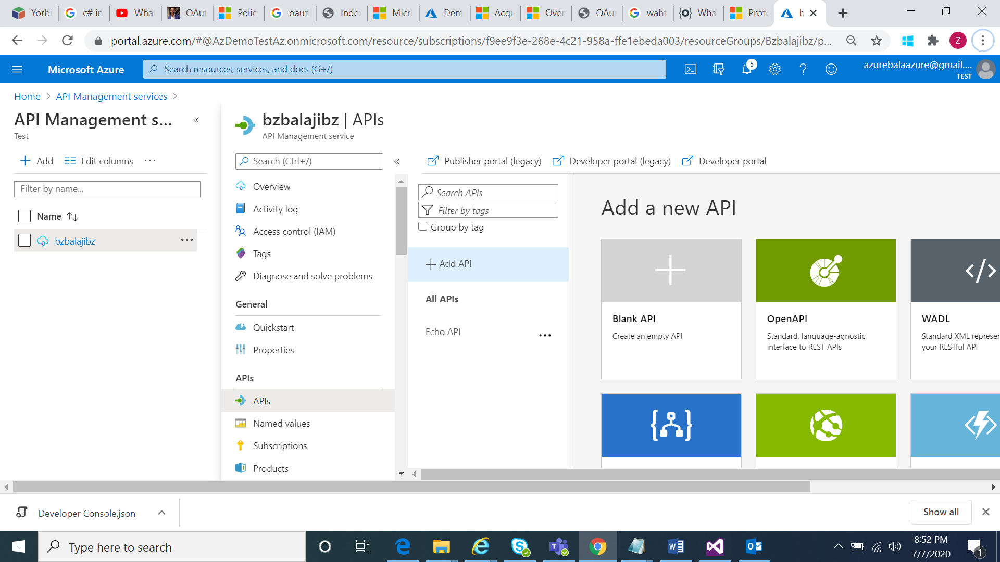 Yorbi
c# in
What
OAut
Policy
oauth
Index
Micro
Dem
Acqu
Over
OAut
waht
What
Prote
b
portal.azure.com/#@AzDemoTestAz.onmicrosoft.com/resource/subscriptions/f9ee9f3e-268e-4c21-958a-ffe1ebeda003/resourceGroups/Bzbalajibz/p...
Z
Microsoft Azure
Search resources, services, and docs (G+/)
5
azurebalaazure@gmail....
TEST
Home > API Management services >
API Management s...
Test
Add
Edit columns
Filter by name...
Name
bzbalajibz
bzbalajibz | APIs
API Management service
Search (Ctrl+/)
Overview
Activity log
Access control (IAM)
Tags
Diagnose and solve problems
General
Quickstart
Properties
APIs
APIs
Named values
Subscriptions
Products
Publisher portal (legacy)
Developer portal (legacy)
Developer portal
Search APIs
Filter by tags
Group by tag
Add API
All APIs
Echo API
Add a new API
Blank API
Create an empty API
OpenAPI
Standard, language-agnostic
interface to REST APIs
WADL
Standard XML represer
your RESTful API
Developer Console.json
Show all
Type here to search
8:52 PM
7/7/2020
1